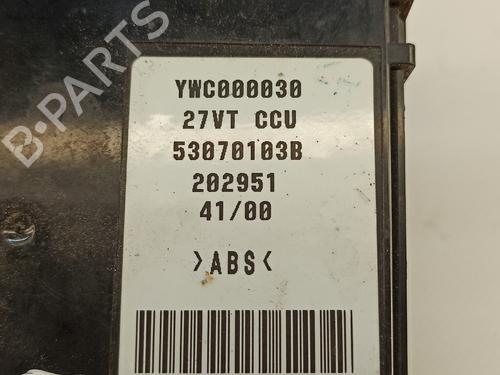 YWC000030
27VT CCU
53070103B
202951
41/00
>ABS<
B-PARTS